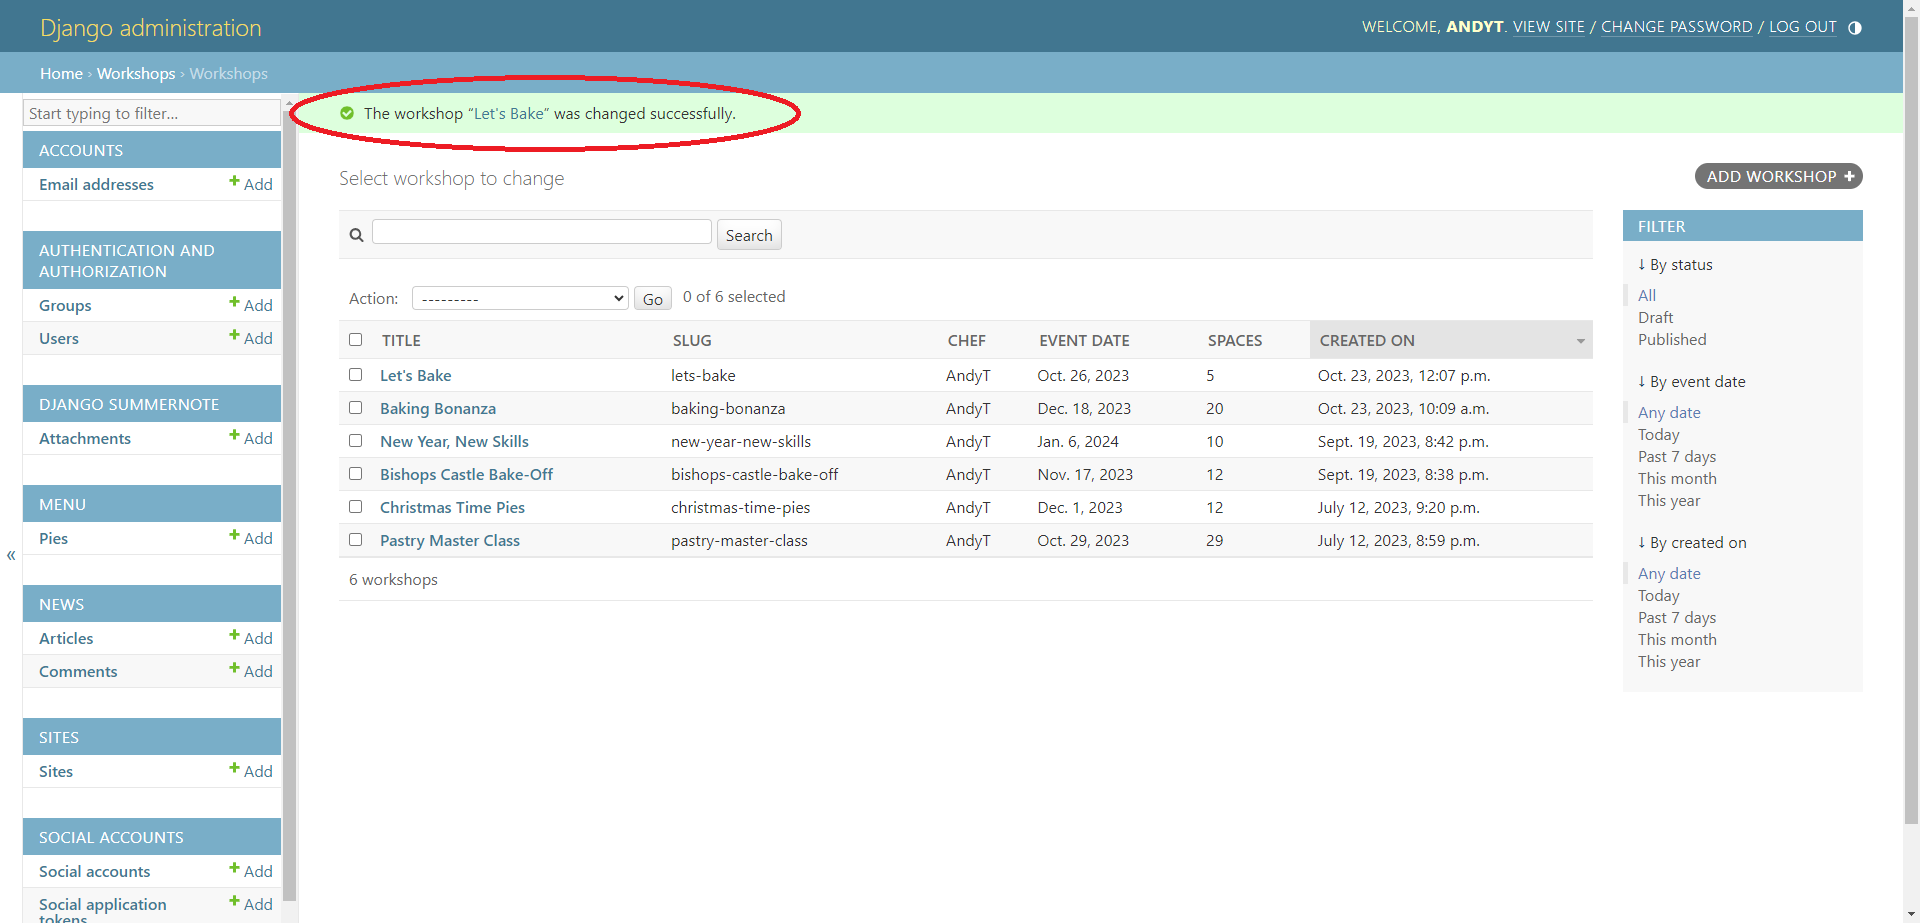 Django administration
WELCOME, ANDYT. VIEW SITE / CHANGE PASSWORD / LOG OUT
Home › Workshops › Workshops
Start typing to filter...
ACCOUNTS
Email addresses + Add
AUTHENTICATION AND
AUTHORIZATION
Groups + Add
Users + Add
DJANGO SUMMERNOTE
Attachments + Add
MENU
Pies + Add
«
NEWS
Articles + Add
Comments + Add
SITES
Sites + Add
SOCIAL ACCOUNTS
Social accounts + Add
Social application + Add
tokens
The workshop “Let's Bake” was changed successfully.
Select workshop to change
ADD WORKSHOP +
Search
Action: --------- Go 0 of 6 selected
TITLE SLUG CHEF EVENT DATE SPACES CREATED ON
Let's Bake lets-bake AndyT Oct. 26, 2023 5 Oct. 23, 2023, 12:07 p.m.
Baking Bonanza baking-bonanza AndyT Dec. 18, 2023 20 Oct. 23, 2023, 10:09 a.m.
New Year, New Skills new-year-new-skills AndyT Jan. 6, 2024 10 Sept. 19, 2023, 8:42 p.m.
Bishops Castle Bake-Off bishops-castle-bake-off AndyT Nov. 17, 2023 12 Sept. 19, 2023, 8:38 p.m.
Christmas Time Pies christmas-time-pies AndyT Dec. 1, 2023 12 July 12, 2023, 9:20 p.m.
Pastry Master Class pastry-master-class AndyT Oct. 29, 2023 29 July 12, 2023, 8:59 p.m.
6 workshops
FILTER
↓ By status
All
Draft
Published
↓ By event date
Any date
Today
Past 7 days
This month
This year
↓ By created on
Any date
Today
Past 7 days
This month
This year